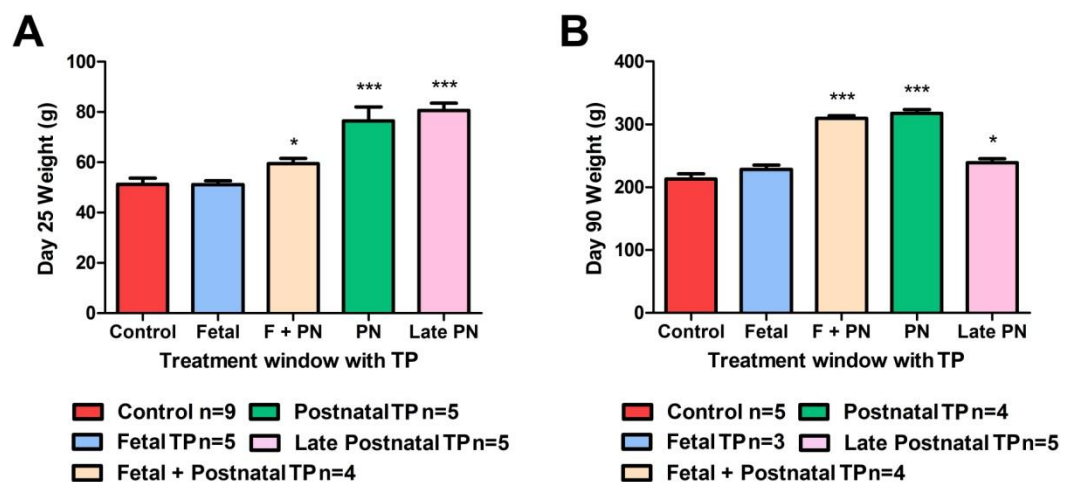 A
Day 25 Weight (g)
100
80
60
40
20
0
*
***
***
Control Fetal F + PN PN Late PN
Treatment window with TP
Control n=9
Postnatal TP n=5
Fetal TP n=5
Late Postnatal TP n=5
Fetal + Postnatal TP n=4
B
Day 90 Weight (g)
400
300
200
100
0
***
***
*
Control Fetal F + PN PN Late PN
Treatment window with TP
Control n=5
Postnatal TP n=4
Fetal TP n=3
Late Postnatal TP n=5
Fetal + Postnatal TP n=4